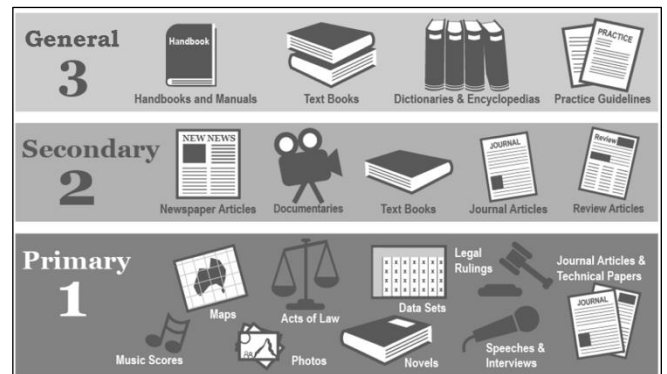 General
3
Handbook
PRACTICE
Handbooks and Manuals
Text Books
Dictionaries & Encyclopedias
Practice Guidelines
Secondary
2
NEW NEWS
JOURNAL
Review
Newspaper Articles
Documentaries
Text Books
Journal Articles
Review Articles
Primary
1
Maps
Acts of Law
Data Sets
Legal
Rulings
Journal Articles &
Technical Papers
JOURNAL
Music Scores
Photos
Novels
Speeches &
Interviews